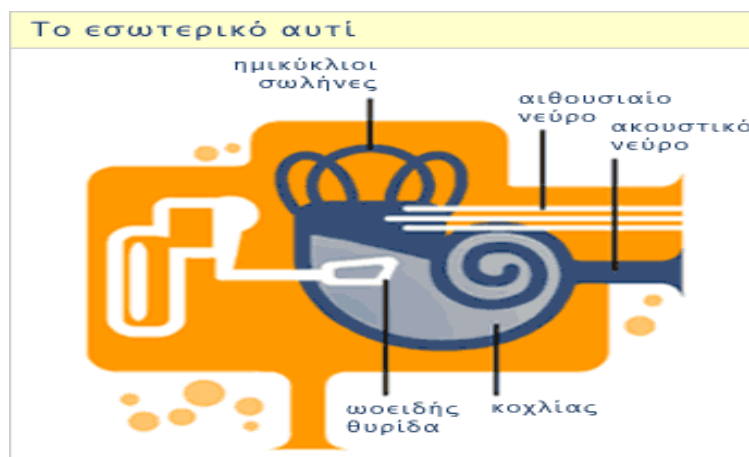 Το εσωτερικό αυτί
ημικύκλιοι
σωλήνες
αιθουσιαίο
νεύρο
ακουστικό
νεύρο
ωοειδής
θυρίδα
κοχλίας